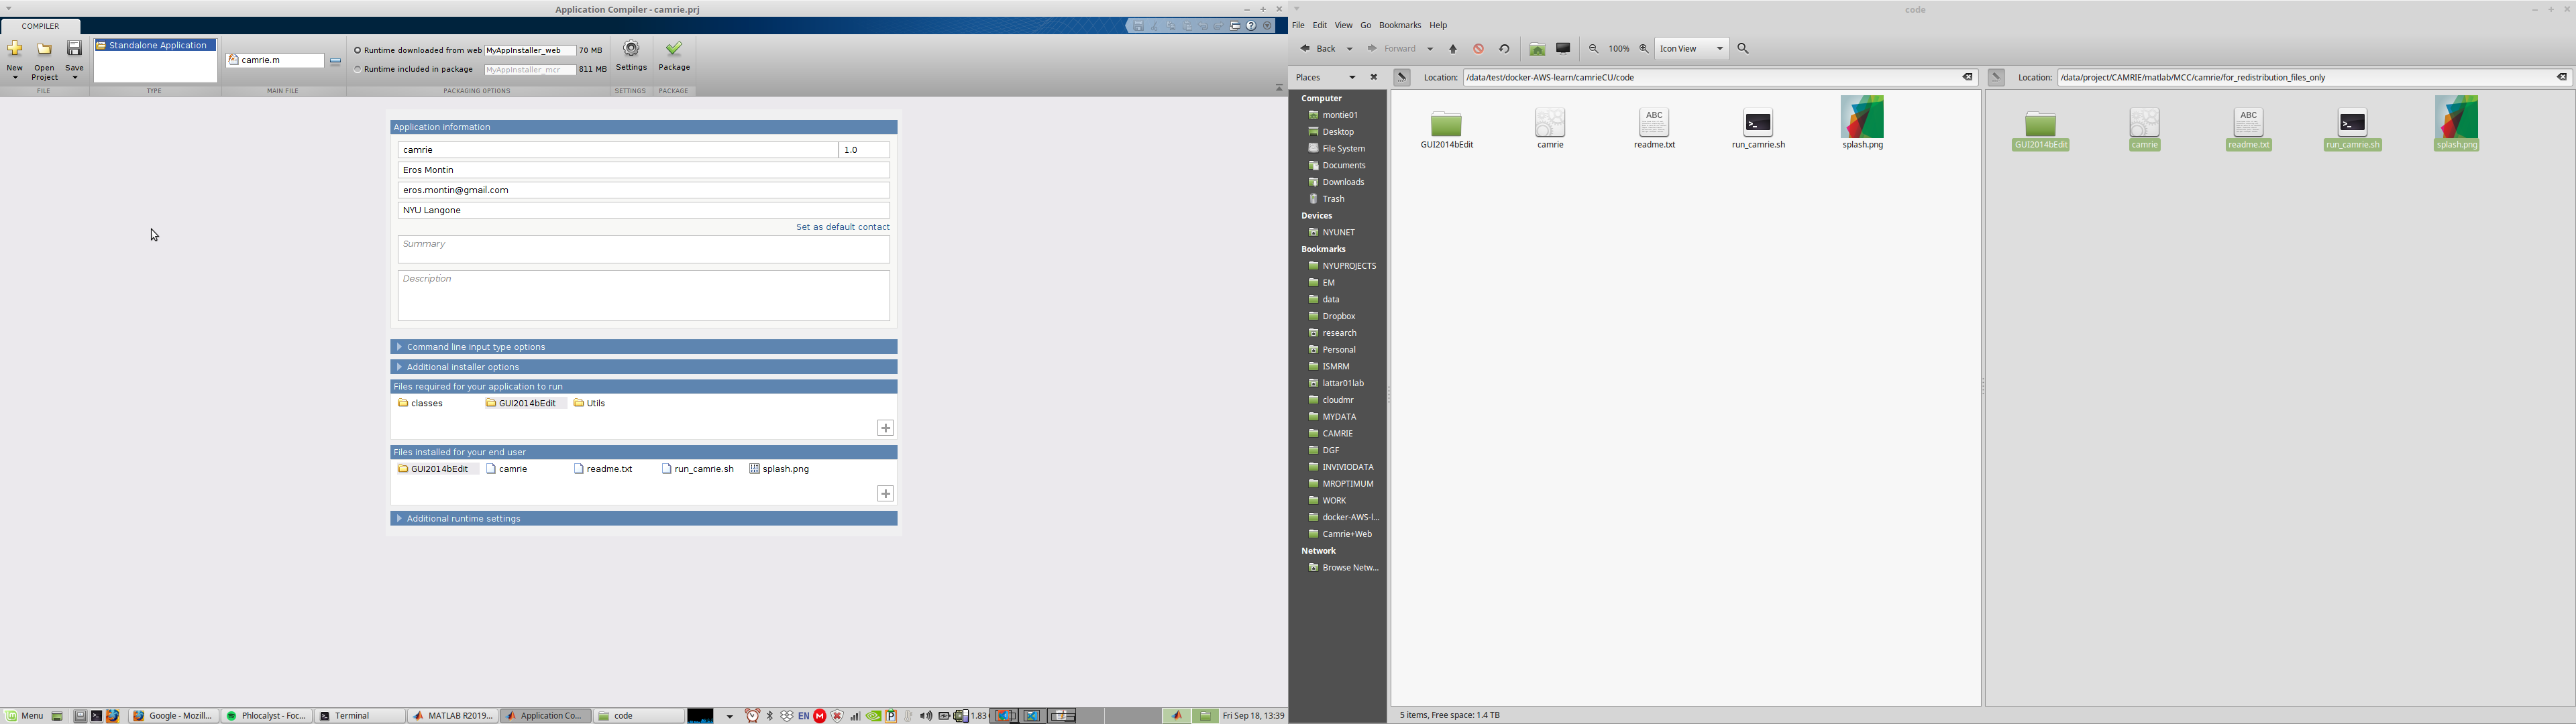 Application Compiler - camrie.prj
COMPILER
New
Open Project
Save
FILE
Standalone Application
TYPE
camrie.m
MAIN FILE
Runtime downloaded from web MyAppInstaller_web 70 MB
Runtime included in package MyAppInstaller_mcr 811 MB
PACKAGING OPTIONS
Settings
SETTINGS
Package
PACKAGE
Application information
camrie 1.0
Eros Montin
eros.montin@gmail.com
NYU Langone
Set as default contact
Summary
Description
Command line input type options
Additional installer options
Files required for your application to run
classes GUI2014bEdit Utils
Files installed for your end user
GUI2014bEdit camrie readme.txt run_camrie.sh splash.png
Additional runtime settings
code
File Edit View Go Bookmarks Help
Back Forward 100% Icon View
Places
Location: /data/test/docker-AWS-learn/camrieCU/code
Location: /data/project/CAMRIE/matlab/MCC/camrie/for_redistribution_files_only
Computer
montie01
Desktop
File System
Documents
Downloads
Trash
Devices
NYUNET
Bookmarks
NYUPROJECTS
EM
data
Dropbox
research
Personal
ISMRM
lattar01lab
cloudmr
MYDATA
CAMRIE
DGF
INVIVIODATA
MROPTIMUM
WORK
docker-AWS-l...
Camrie+Web
Network
Browse Netw...
ABC
GUI2014bEdit camrie readme.txt run_camrie.sh splash.png
ABC
GUI2014bEdit camrie readme.txt run_camrie.sh splash.png
5 items, Free space: 1.4 TB
Menu Google - Mozill... Phlocalyst - Foc... Terminal MATLAB R2019... Application Co... code EN 1.83 Fri Sep 18, 13:39